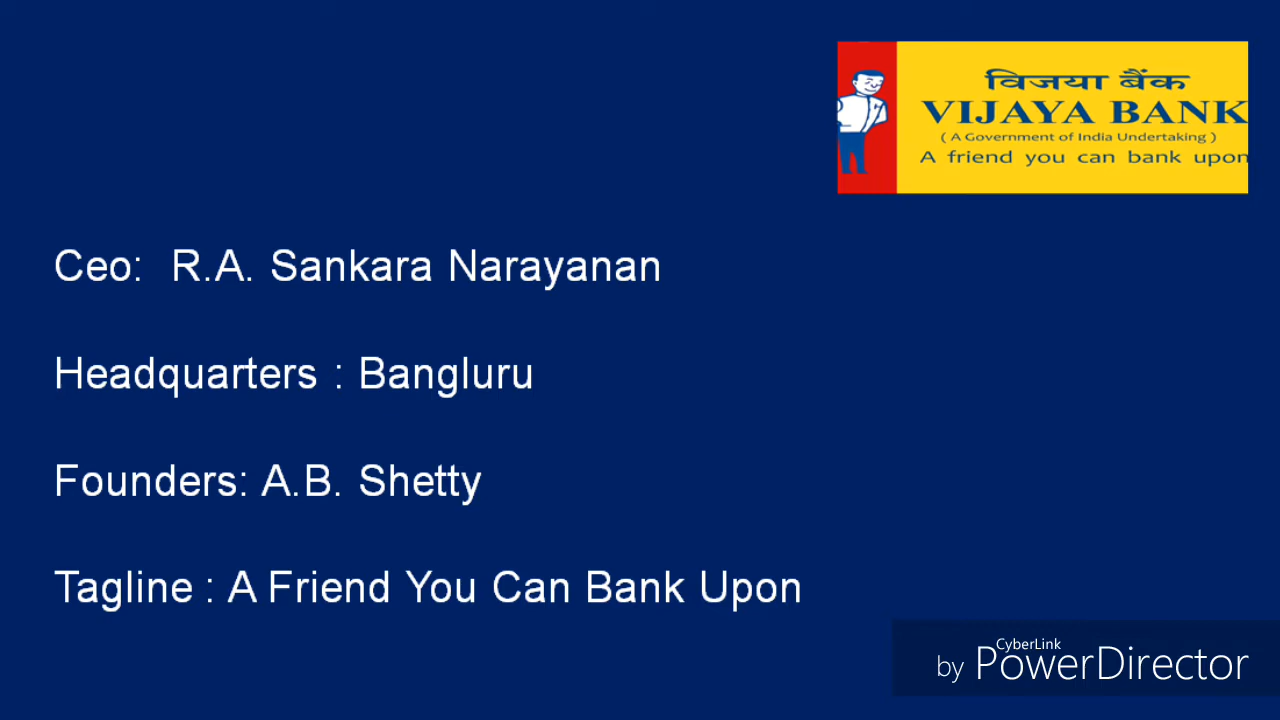 विजया बैंक
VIJAYA BANK
( A Government of India Undertaking )
A friend you can bank upon
Ceo: R.A. Sankara Narayanan
Headquarters : Bangluru
Founders: A.B. Shetty
Tagline : A Friend You Can Bank Upon
CyberLink
by PowerDirector